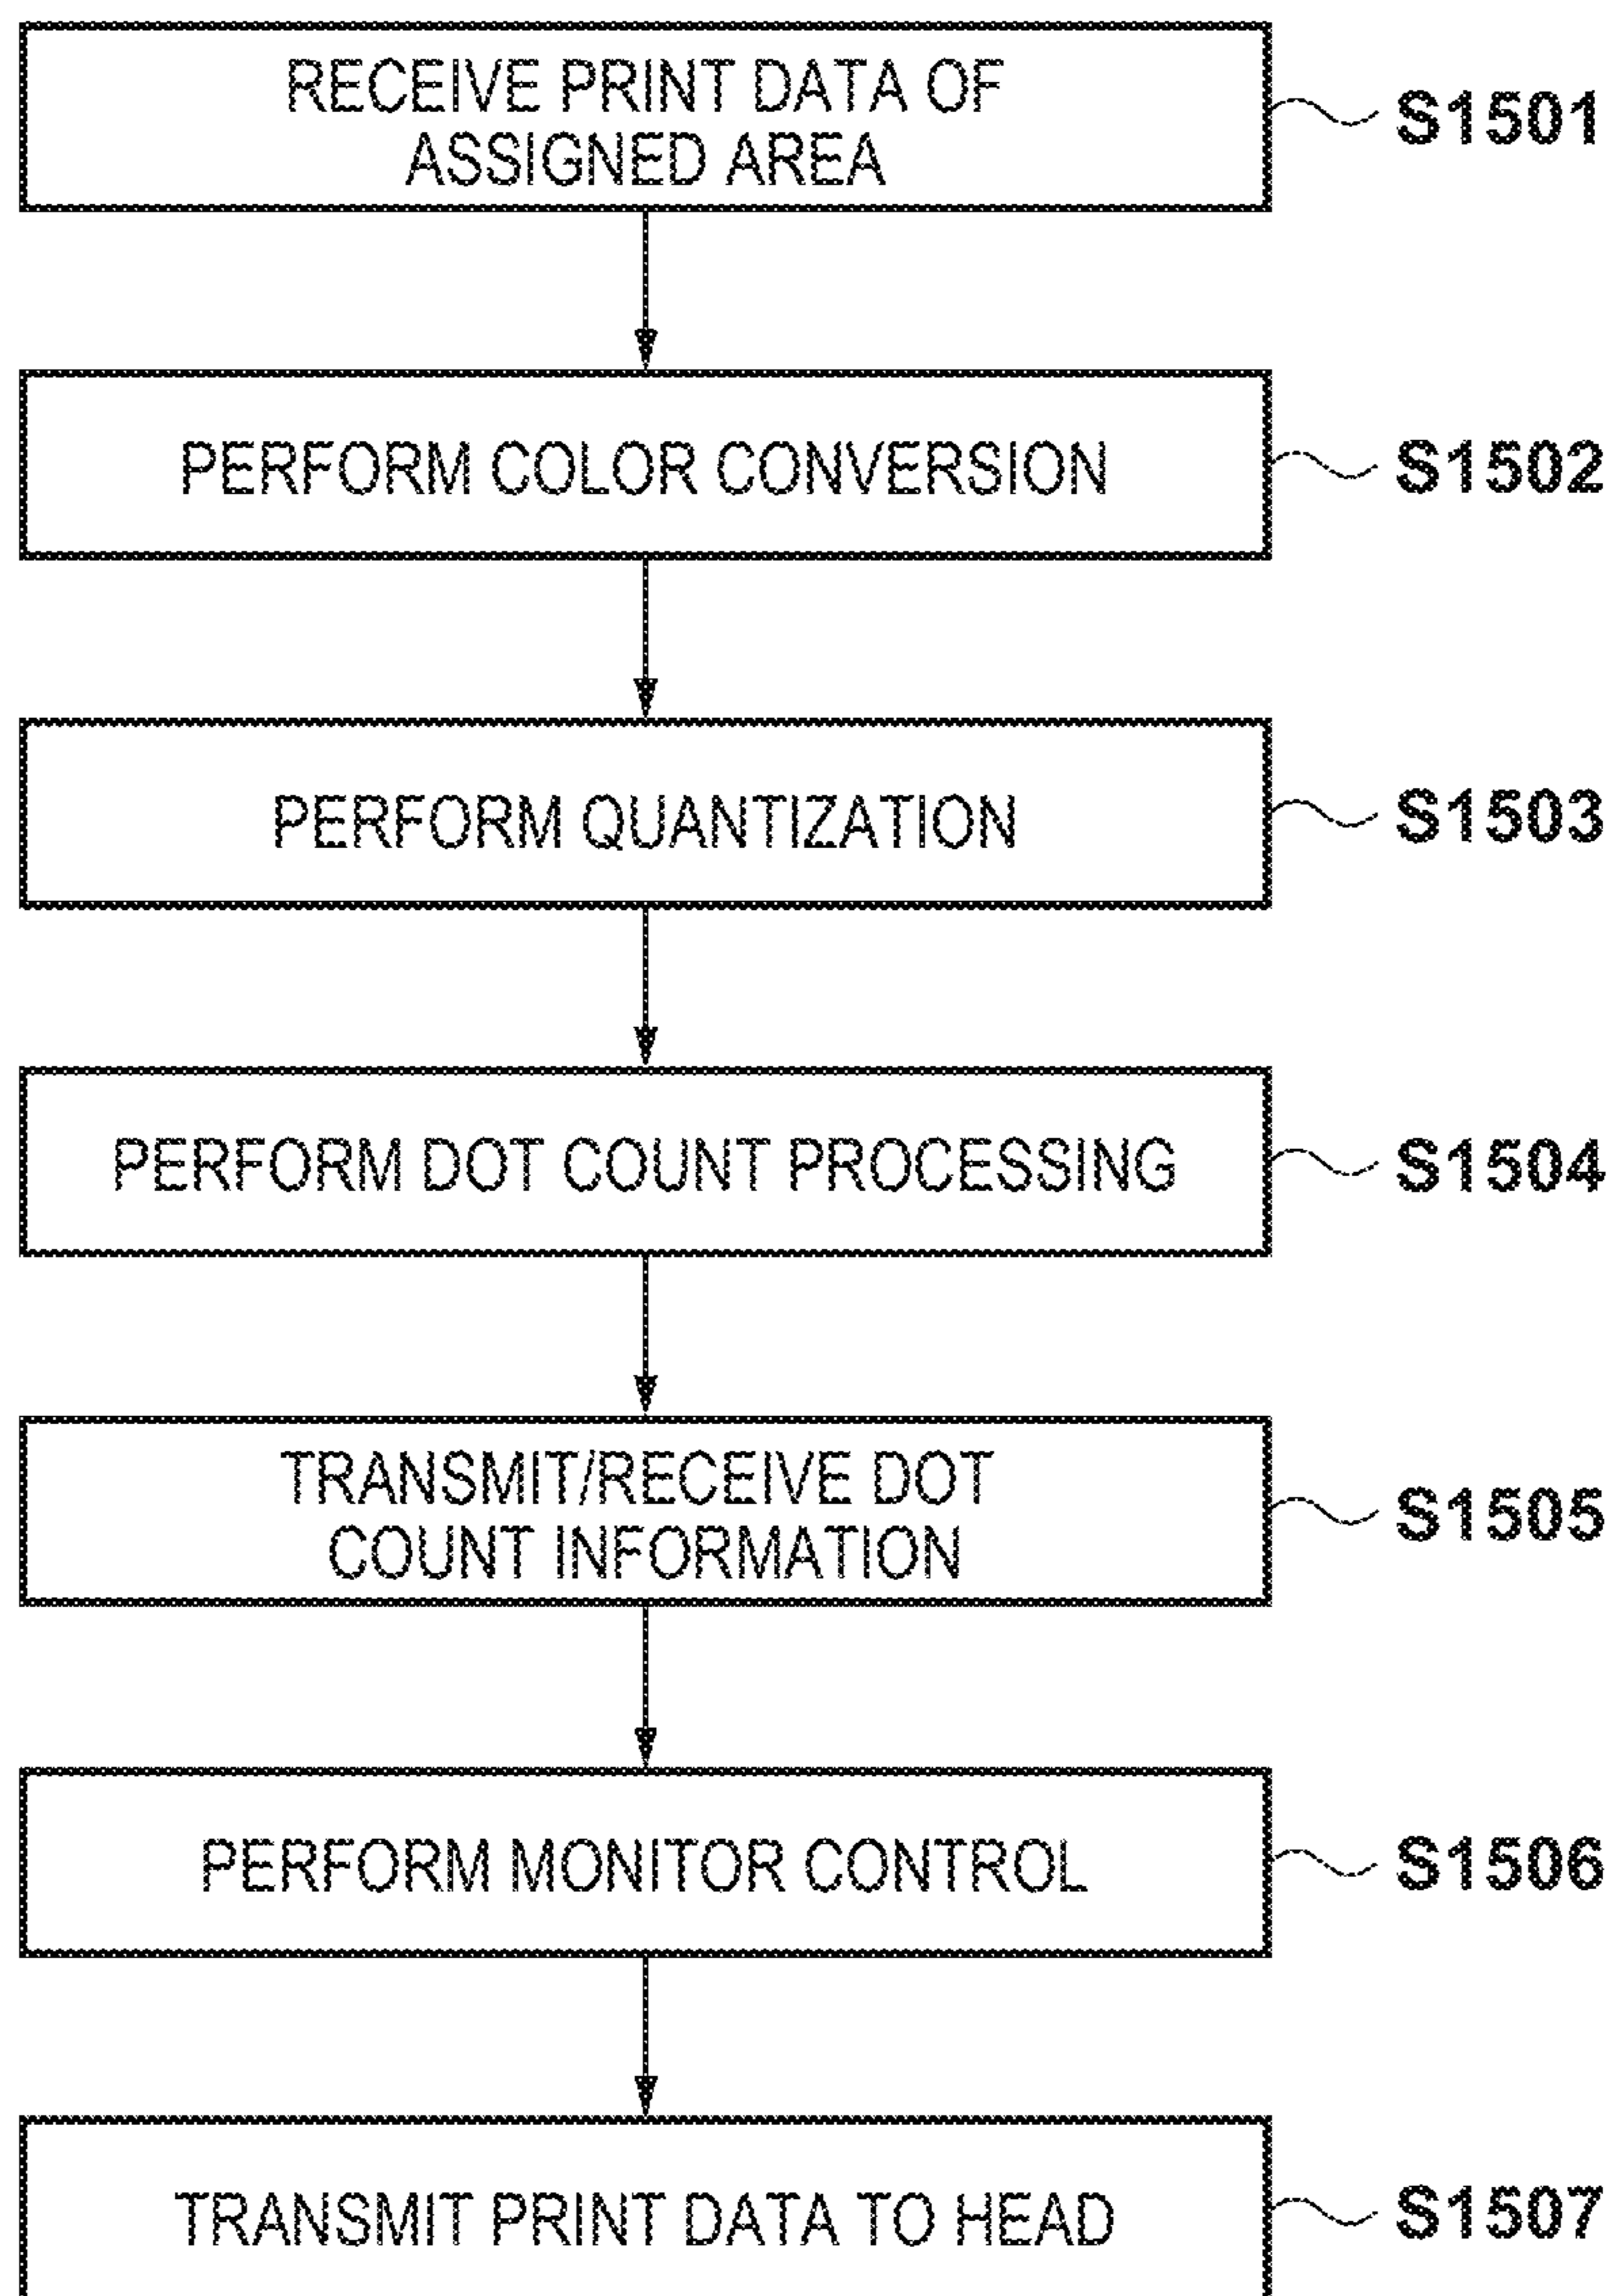 RECEIVE PRINT DATA OF
ASSIGNED AREA
S1501
PERFORM COLOR CONVERSION
S1502
PERFORM QUANTIZATION
S1503
PERFORM DOT COUNT PROCESSING
S1504
TRANSMIT/RECEIVE DOT
COUNT INFORMATION
S1505
PERFORM MONITOR CONTROL
S1506
TRANSMIT PRINT DATA TO HEAD
S1507